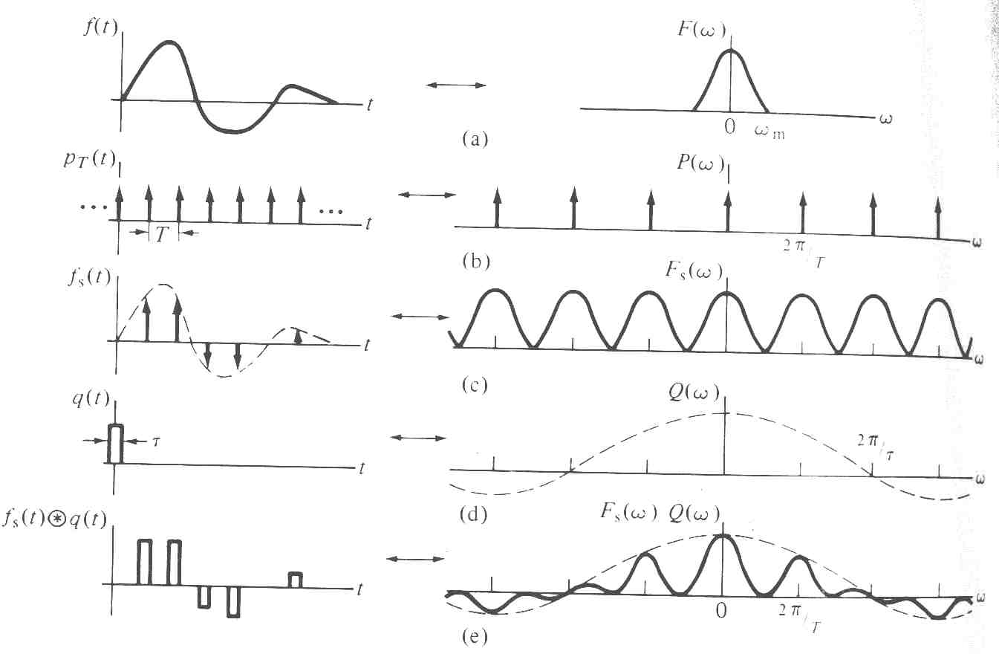 f(t)
F(ω)
t
0
ω_m
ω
(a)
p_T(t)
P(ω)
...
...
t
T
2π/T
ω
(b)
f_s(t)
F_s(ω)
t
ω
(c)
q(t)
Q(ω)
τ
2π/τ
t
ω
(d)
f_s(t)⊛q(t)
F_s(ω) Q(ω)
t
0
2π/T
ω
(e)